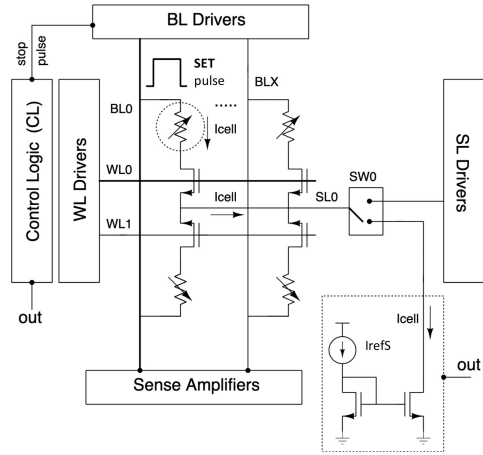 BL Drivers
stop
pulse
SET
pulse
BL0
.....
BLX
Icell
Control Logic (CL)
WL Drivers
SL Drivers
WL0
Icell
SL0
SW0
WL1
out
Icell
IrefS
out
Sense Amplifiers